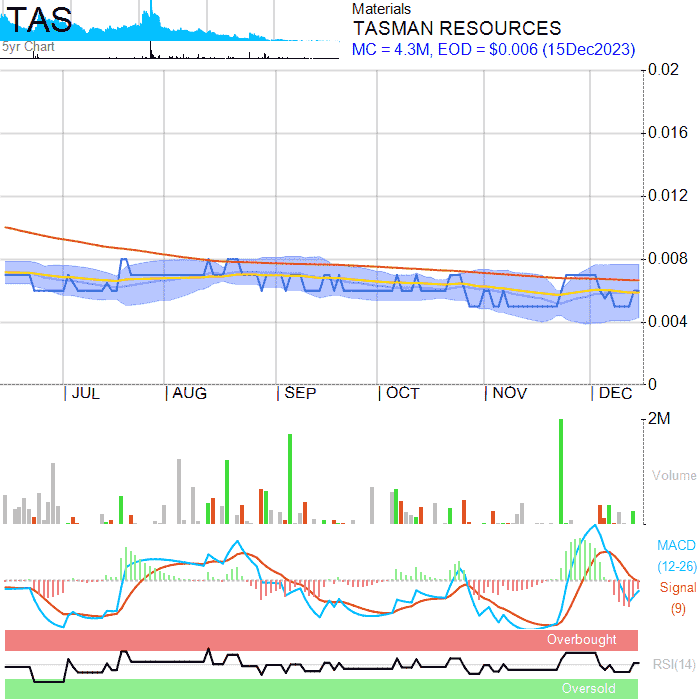 TAS
5yr Chart
Materials
TASMAN RESOURCES
MC = 4.3M, EOD = $0.006 (15Dec2023)
0.02
0.016
0.012
0.008
0.004
0
JUL AUG SEP OCT NOV DEC
2M
Volume
MACD
(12-26)
Signal
(9)
Overbought
RSI(14)
Oversold